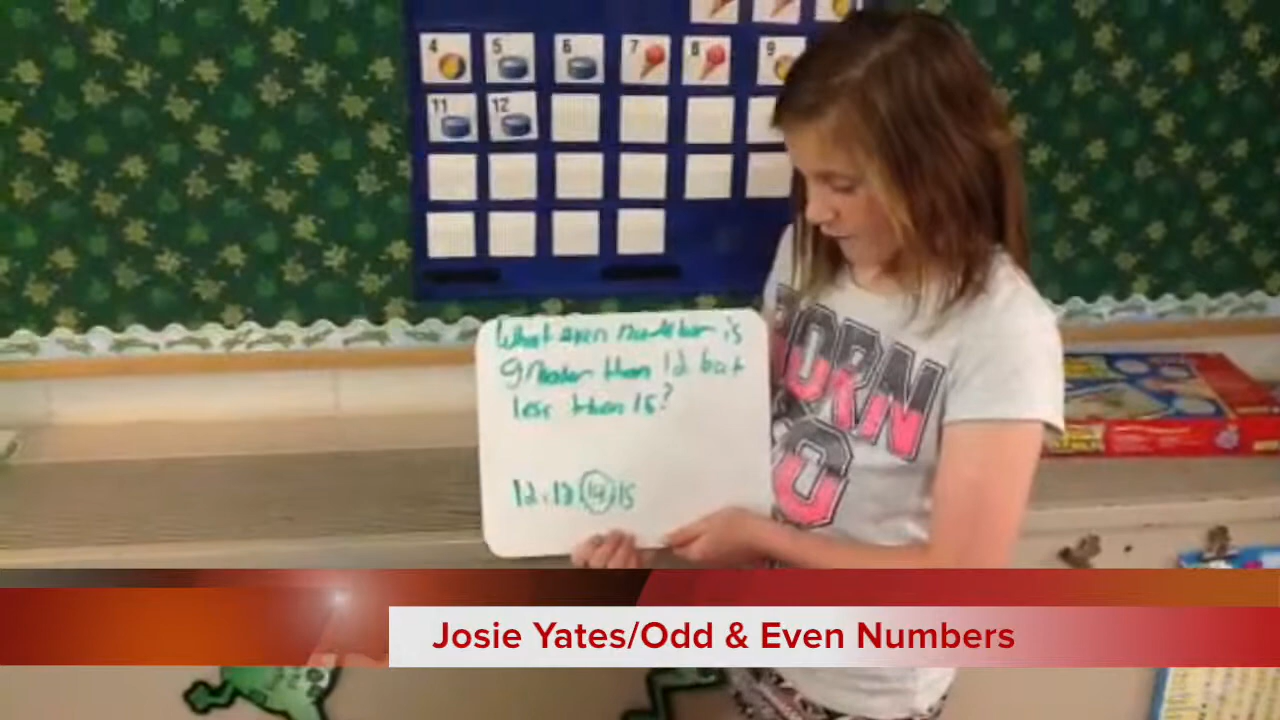 4 5 6 7 8 9
11 12
What even number is
greater than 12 but
less than 15?
12, 13 14 15
BORN
Josie Yates/Odd & Even Numbers